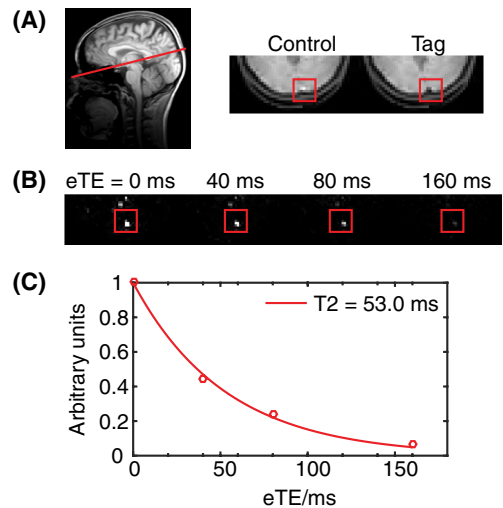 (A)
Control Tag
(B)
eTE = 0 ms 40 ms 80 ms 160 ms
(C)
Arbitrary units
1
0.8
0.6
0.4
0.2
0
T2 = 53.0 ms
0 50 100 150
eTE/ms